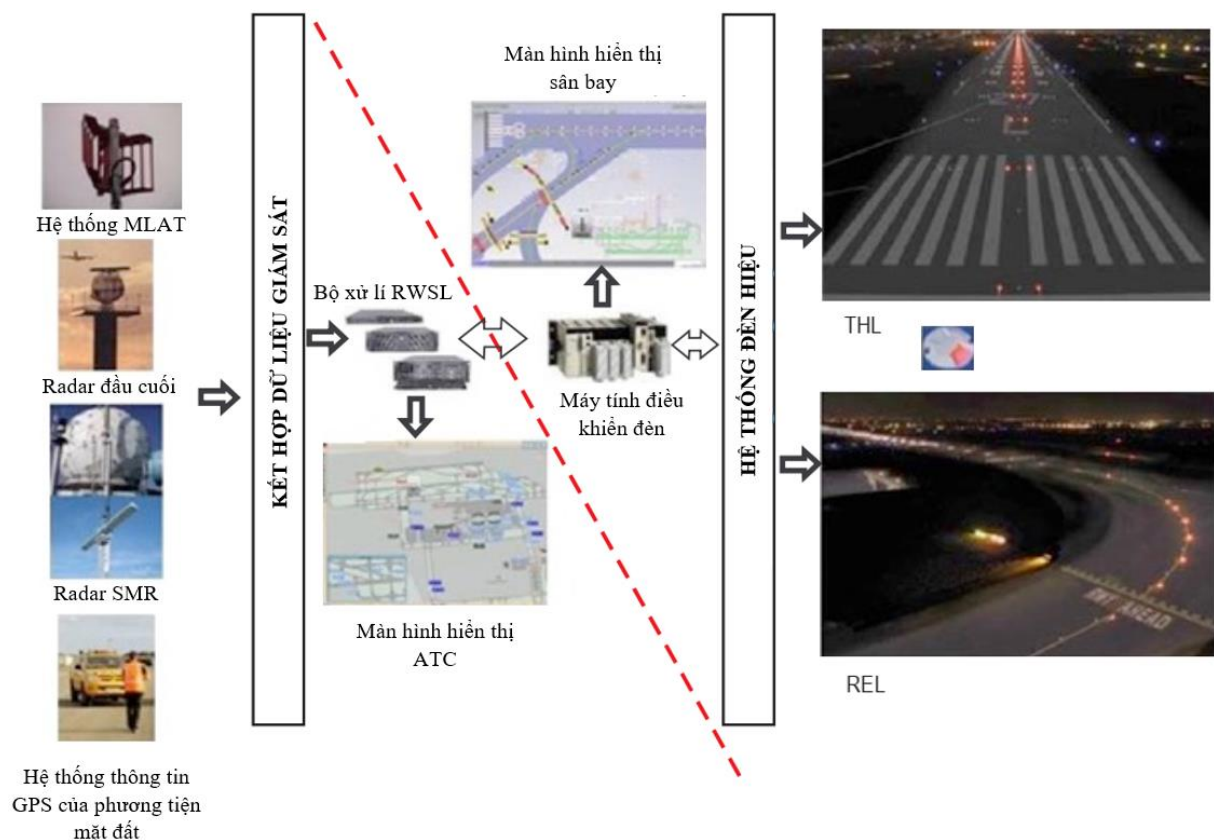 Hệ thống MLAT
Radar đầu cuối
Radar SMR
Hệ thống thông tin
GPS của phương tiện
mặt đất
KẾT HỢP DỮ LIỆU GIÁM SÁT
Bộ xử lí RWSL
Màn hình hiển thị
ATC
Màn hình hiển thị
sân bay
Máy tính điều
khiển đèn
HỆ THỐNG ĐÈN HIỆU
THL
REL